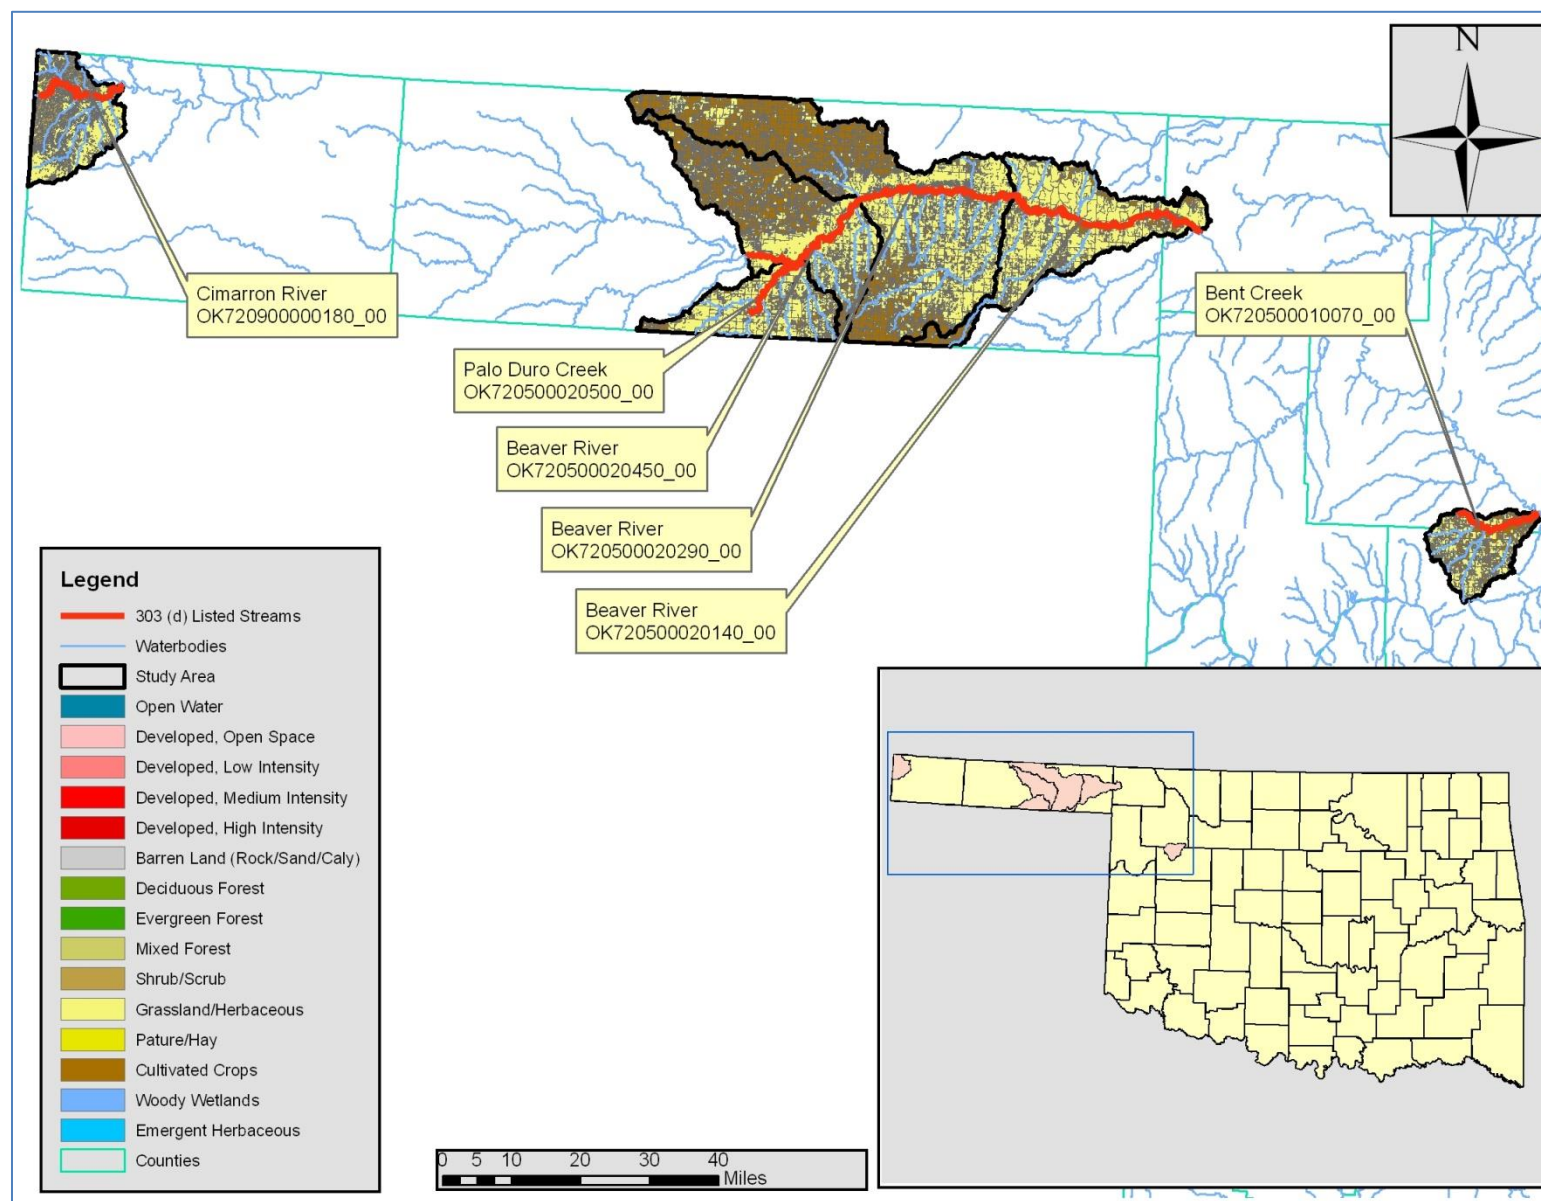 N
Cimarron River
OK720900000180_00
Bent Creek
OK720500010070_00
Palo Duro Creek
OK720500020500_00
Beaver River
OK720500020450_00
Beaver River
OK720500020290_00
Beaver River
OK720500020140_00
Legend
303 (d) Listed Streams
Waterbodies
Study Area
Open Water
Developed, Open Space
Developed, Low Intensity
Developed, Medium Intensity
Developed, High Intensity
Barren Land (Rock/Sand/Caly)
Deciduous Forest
Evergreen Forest
Mixed Forest
Shrub/Scrub
Grassland/Herbaceous
Pature/Hay
Cultivated Crops
Woody Wetlands
Emergent Herbaceous
Counties
0 5 10 20 30 40
Miles